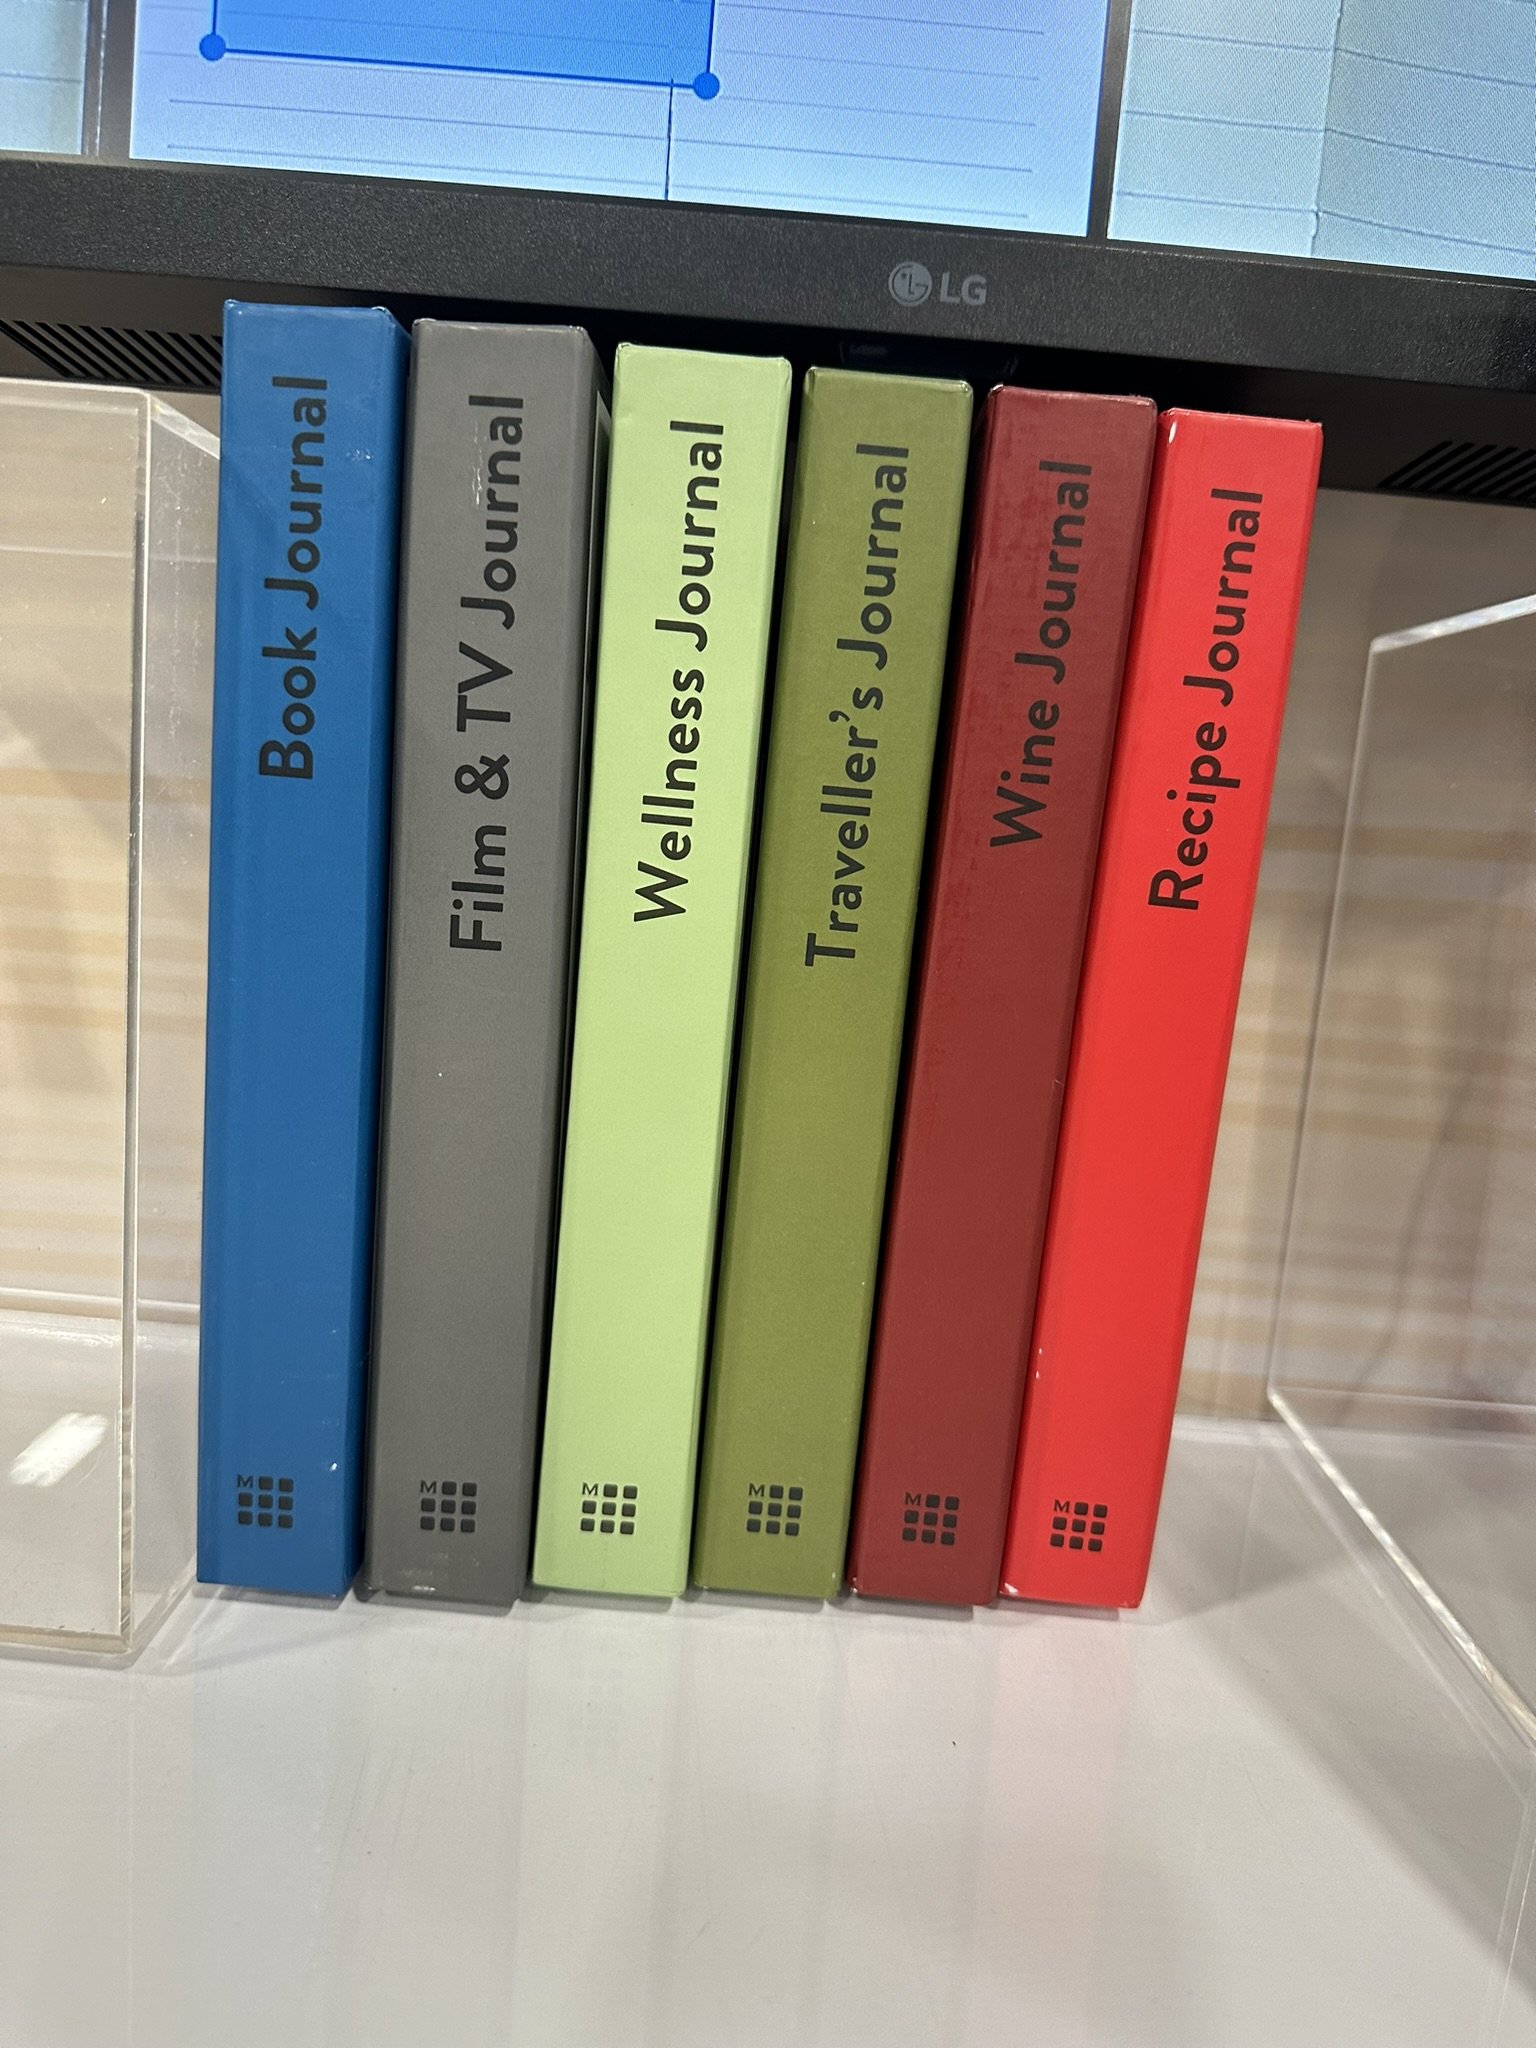 LG
Book Journal
Film & TV Journal
Wellness Journal
Traveller's Journal
Wine Journal
Recipe Journal
M
M
M
M
M
M